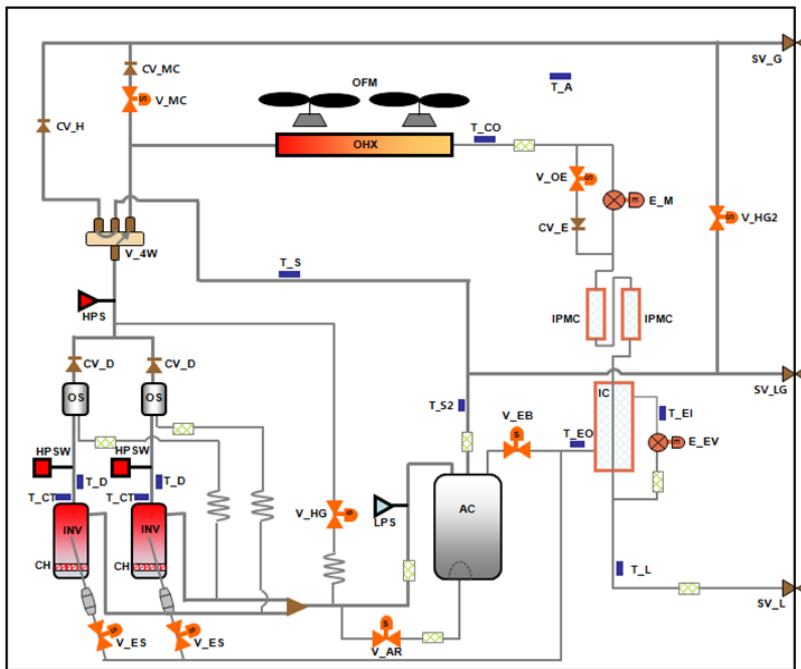 SV_G
CV_MC
OFM
T_A
V_MC
CV_H
T_CO
OHX
V_OE
E_M
V_HG2
CV_E
V_4W
T_S
HPS
IPMC
IPMC
CV_D
CV_D
SV_LG
OS
OS
IC
T_S2
T_EI
V_EB
T_EO
E_EV
HPSW
HPSW
T_D
T_D
T_CT
T_CT
V_HG
LPS
AC
INV
INV
CH
CH
T_L
SV_L
V_ES
V_ES
V_AR
S
S
S
S
S
S
S
S
E
E